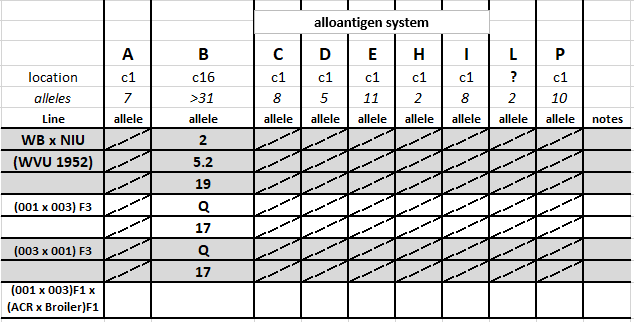 alloantigen system
A B C D E H I L P
location c1 c16 c1 c1 c1 c2 c1 ? c1
alleles 7 >31 8 5 11 2 8 2 10
Line allele allele allele allele allele allele allele allele allele notes
WB x NIU 2
(WVU 1952) 5.2
19
(001 x 003) F3 Q
17
(003 x 001) F3 Q
17
(001 x 003)F1 x
(ACR x Broiler)F1